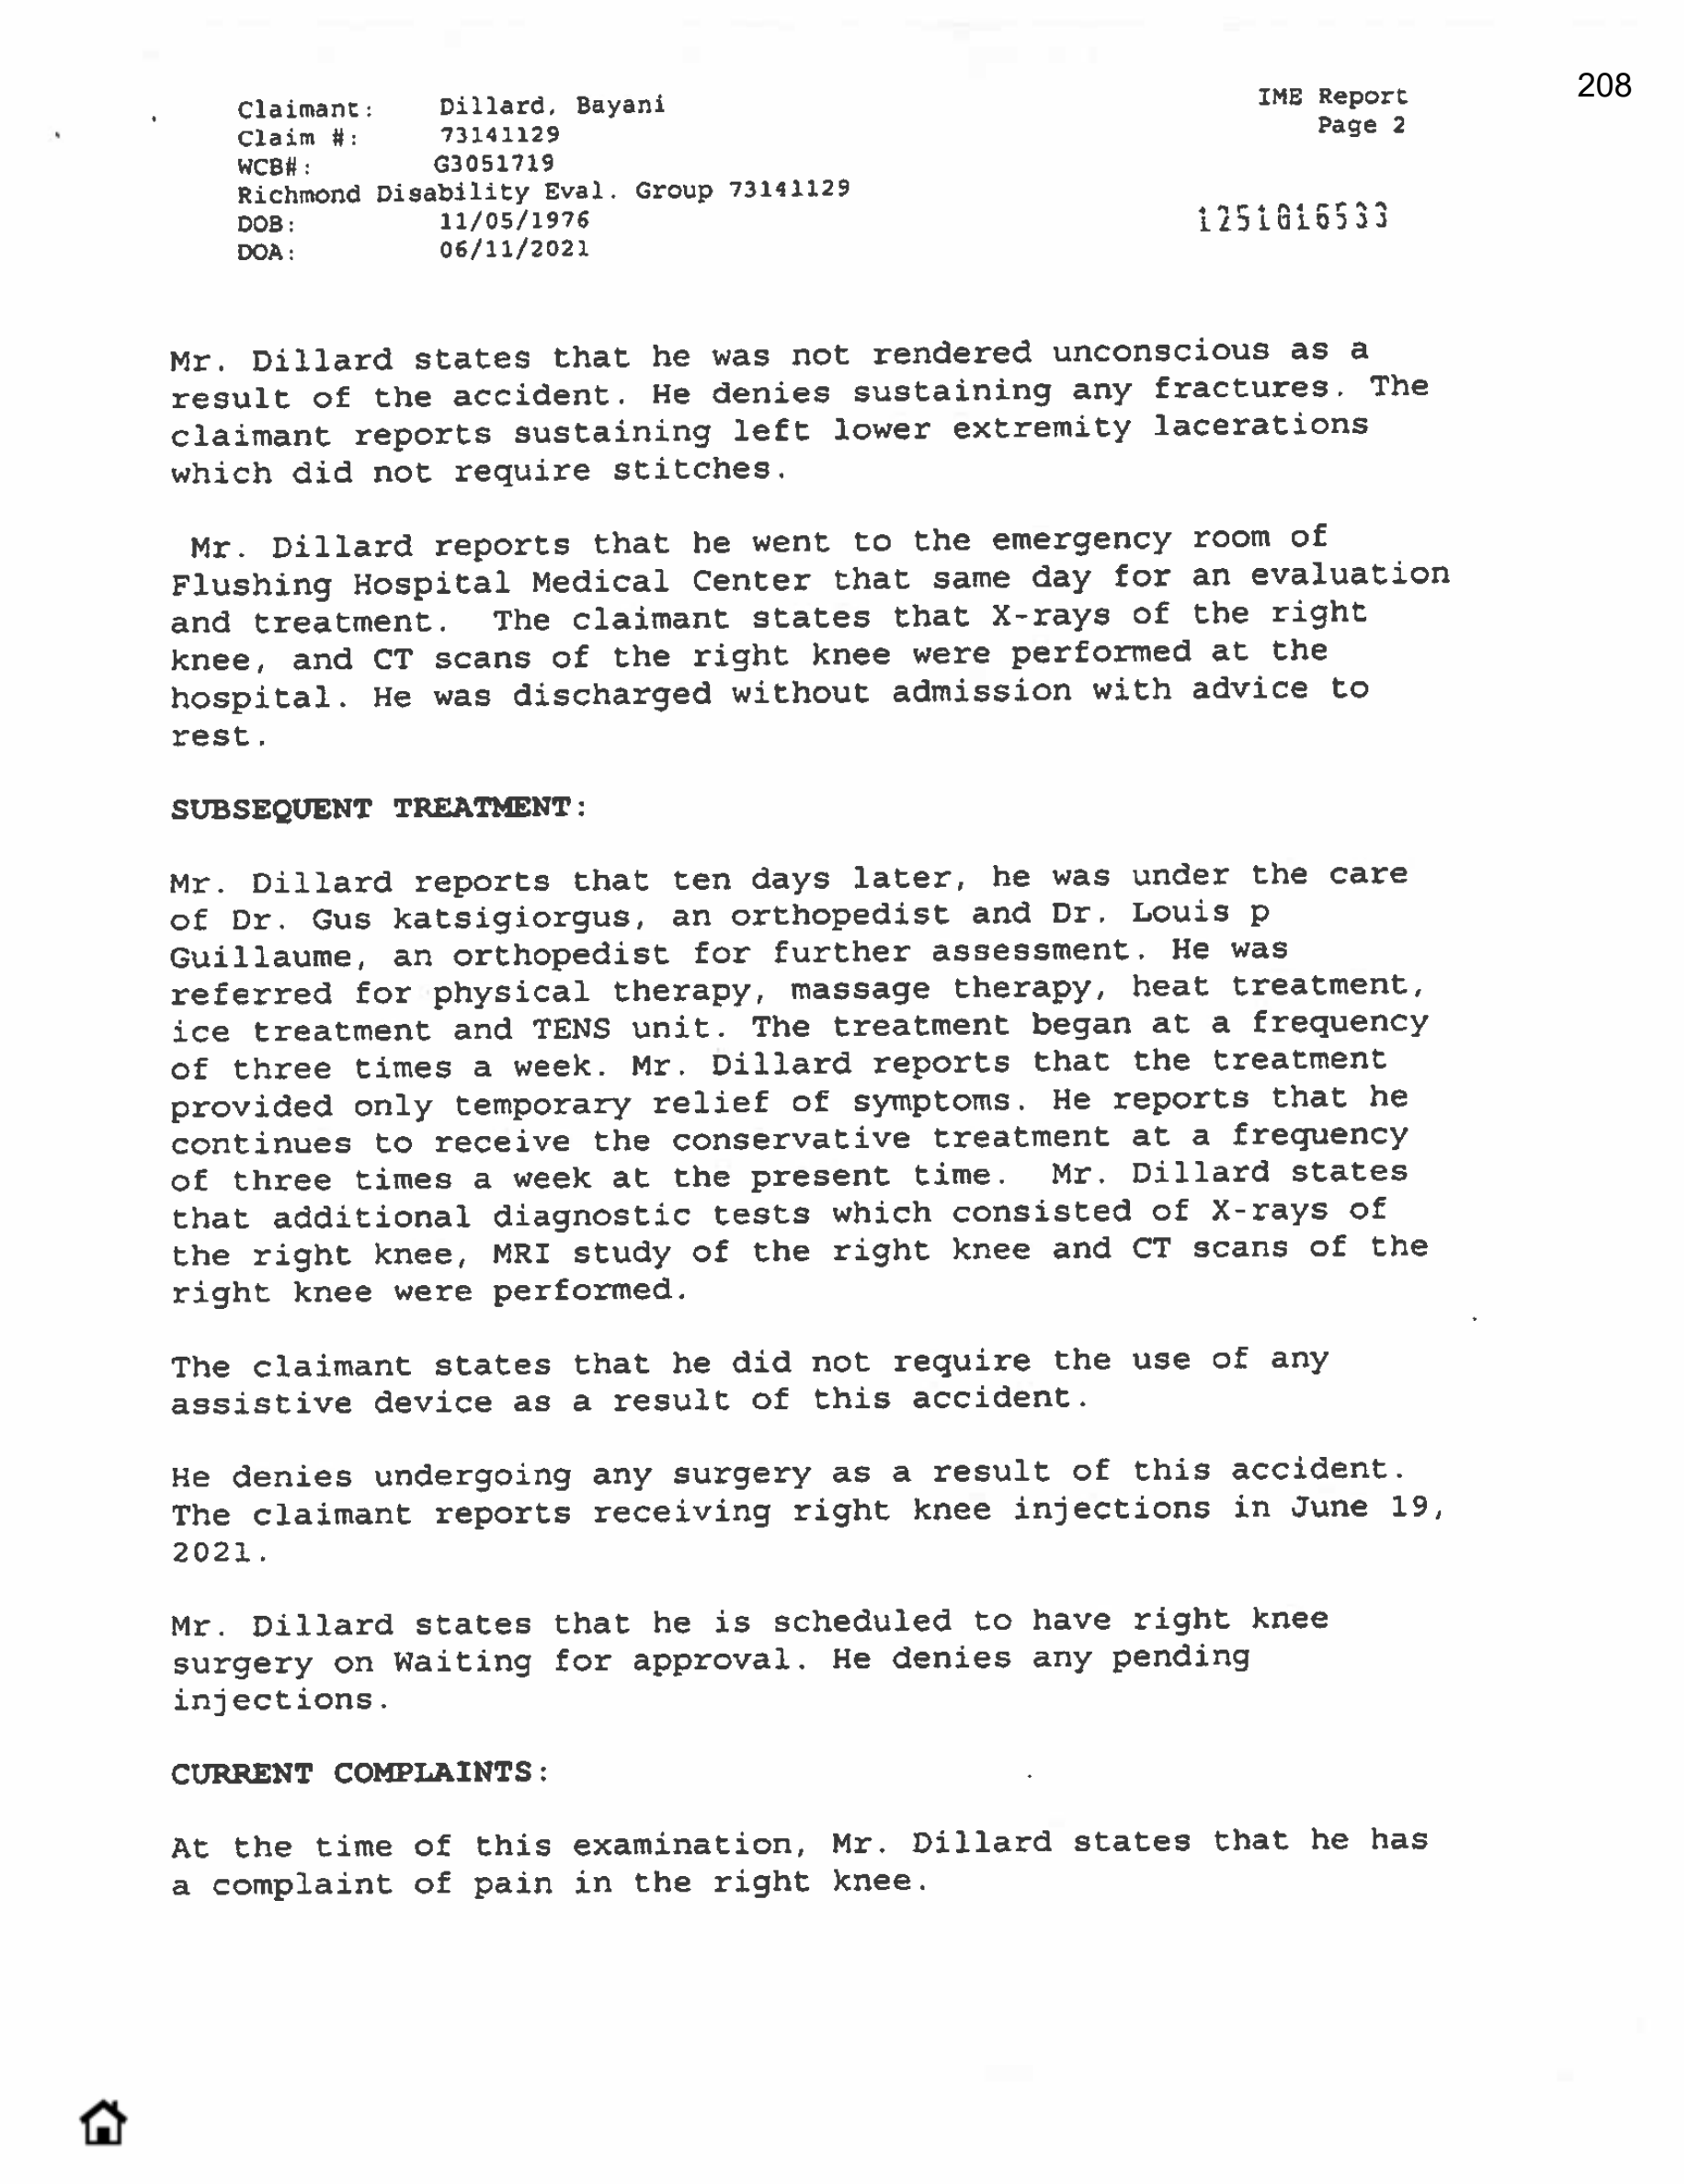 208
Claimant: Dillard, Bayani
IME Report
Claim #: 73141129
Page 2
WCB#: G3051719
Richmond Disability Eval. Group 73141129
DOB: 11/05/1976
1251016533
DOA: 06/11/2021
Mr. Dillard states that he was not rendered unconscious as a
result of the accident. He denies sustaining any fractures. The
claimant reports sustaining left lower extremity lacerations
which did not require stitches.
Mr. Dillard reports that he went to the emergency room of
Flushing Hospital Medical Center that same day for an evaluation
and treatment. The claimant states that X-rays of the right
knee, and CT scans of the right knee were performed at the
hospital. He was discharged without admission with advice to
rest.
SUBSEQUENT TREATMENT:
Mr. Dillard reports that ten days later, he was under the care
of Dr. Gus katsigiorgus, an orthopedist and Dr. Louis p
Guillaume, an orthopedist for further assessment. He was
referred for physical therapy, massage therapy, heat treatment,
ice treatment and TENS unit. The treatment began at a frequency
of three times a week. Mr. Dillard reports that the treatment
provided only temporary relief of symptoms. He reports that he
continues to receive the conservative treatment at a frequency
of three times a week at the present time. Mr. Dillard states
that additional diagnostic tests which consisted of X-rays of
the right knee, MRI study of the right knee and CT scans of the
right knee were performed.
The claimant states that he did not require the use of any
assistive device as a result of this accident.
He denies undergoing any surgery as a result of this accident.
The claimant reports receiving right knee injections in June 19,
2021.
Mr. Dillard states that he is scheduled to have right knee
surgery on Waiting for approval. He denies any pending
injections.
CURRENT COMPLAINTS:
At the time of this examination, Mr. Dillard states that he has
a complaint of pain in the right knee.